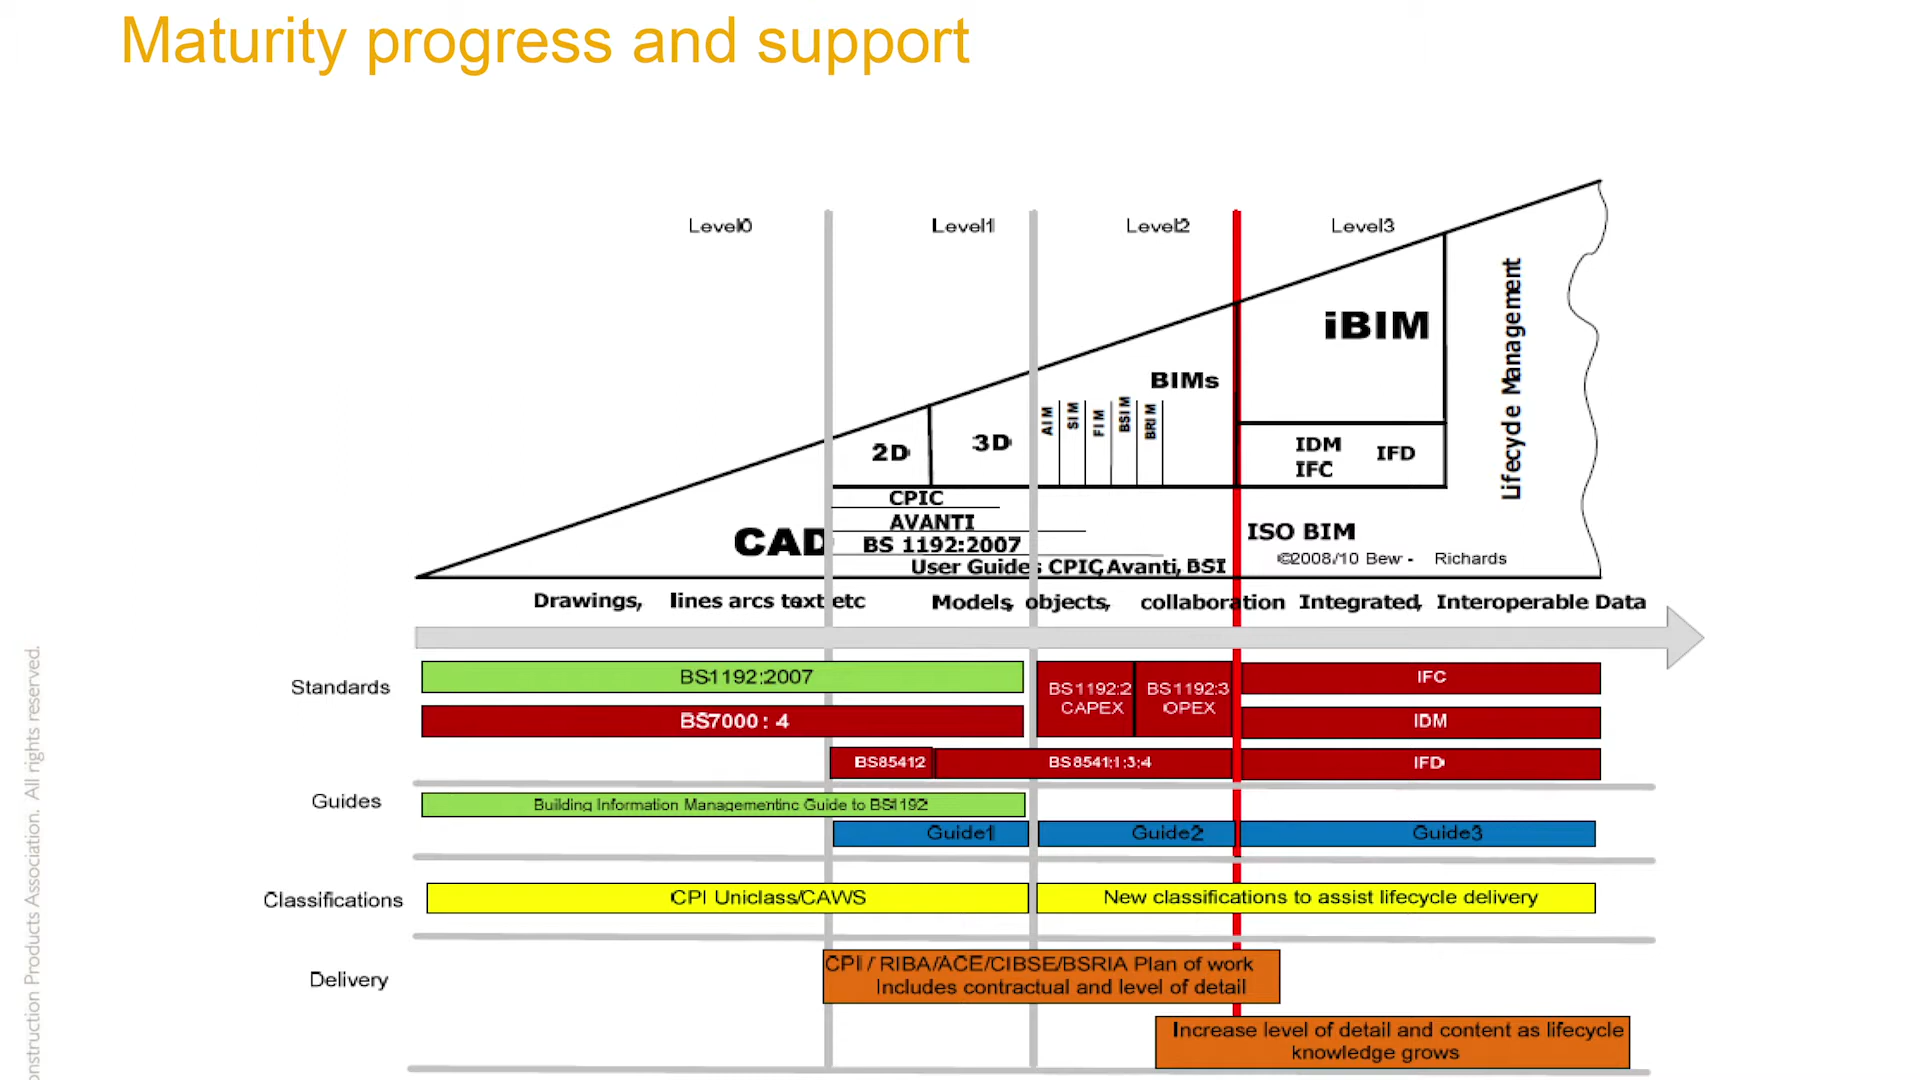 Maturity progress and support
Level0
Level1
Level2
Level3
iBIM
Lifecycle Management
BIMs
AIM
SIM
FIM
BSIM
BRIM
2D
3D
IDM
IFC
IFD
CPIC
AVANTI
CAD
BS 1192:2007
ISO BIM
User Guides CPIC, Avanti, BSI
©2008/10 Bew - Richards
Drawings, lines arcs text etc
Models, objects, collaboration
Integrated, Interoperable Data
Standards
BS1192:2007
BS7000 : 4
BS1192:2
CAPEX
BS1192:3
OPEX
IFC
IDM
BS85412
BS8541:1:3:4
IFD
Guides
Building Information Managementinc Guide to BS1192
Guide1
Guide2
Guide3
Classifications
CPI Uniclass/CAWS
New classifications to assist lifecycle delivery
Delivery
CPI / RIBA/ACE/CIBSE/BSRIA Plan of work
Includes contractual and level of detail
Increase level of detail and content as lifecycle
knowledge grows
onstruction Products Association. All rights reserved.